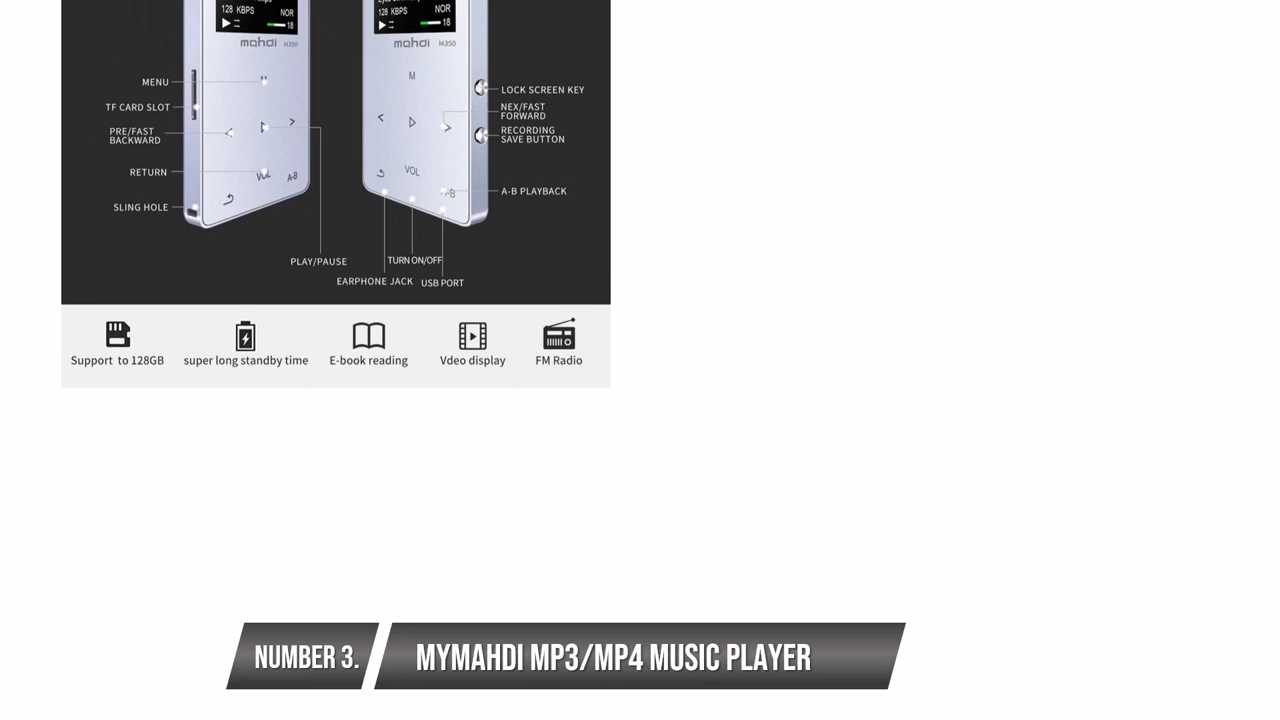 128 KBPS NOR
18
mahdi M350
128 KBPS NOR
18
mahdi M350
M
MENU
TF CARD SLOT
PRE/FAST
BACKWARD
RETURN
SLING HOLE
VOL
A-B
VOL
LOCK SCREEN KEY
NEX/FAST
FORWARD
RECORDING
SAVE BUTTON
A-B PLAYBACK
PLAY/PAUSE
TURN ON/OFF
EARPHONE JACK
USB PORT
Support to 128GB
super long standby time
E-book reading
Vdeo display
FM Radio
NUMBER 3.
MYMAHDI MP3/MP4 MUSIC PLAYER